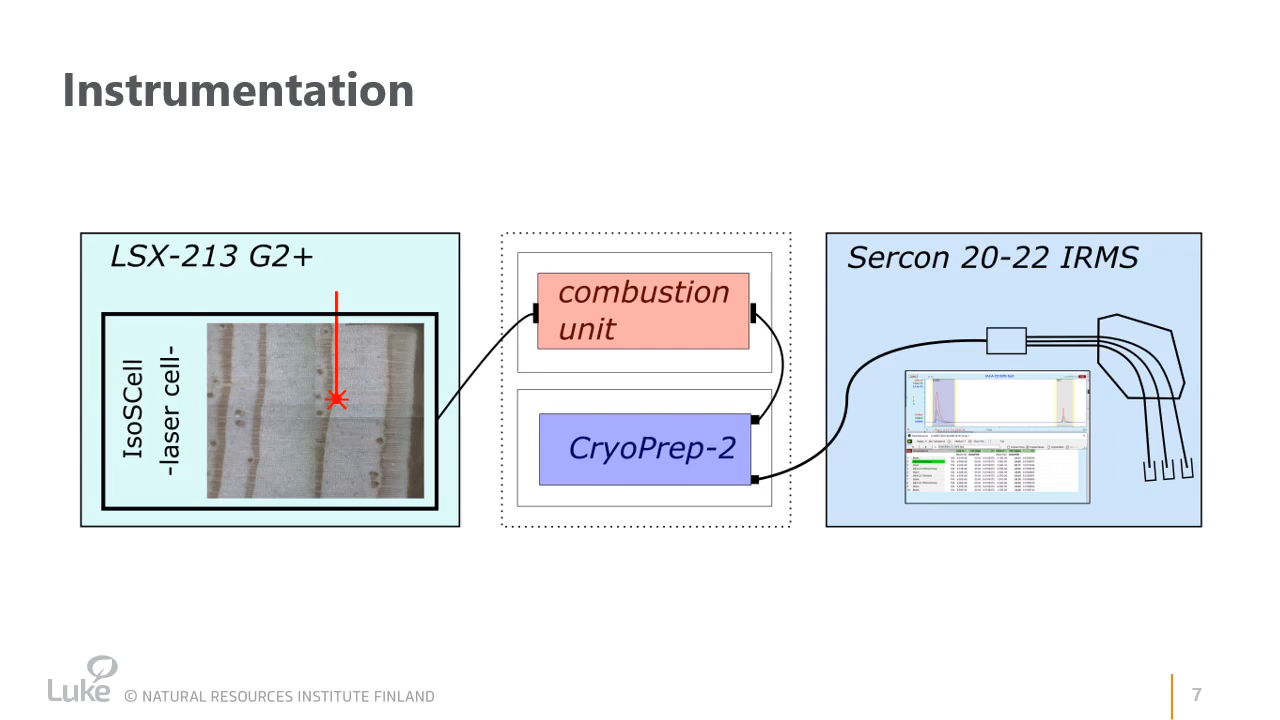 Instrumentation
LSX-213 G2+
IsoSCell
-laser cell-
combustion
unit
CryoPrep-2
Sercon 20-22 IRMS
Luke
© NATURAL RESOURCES INSTITUTE FINLAND
7